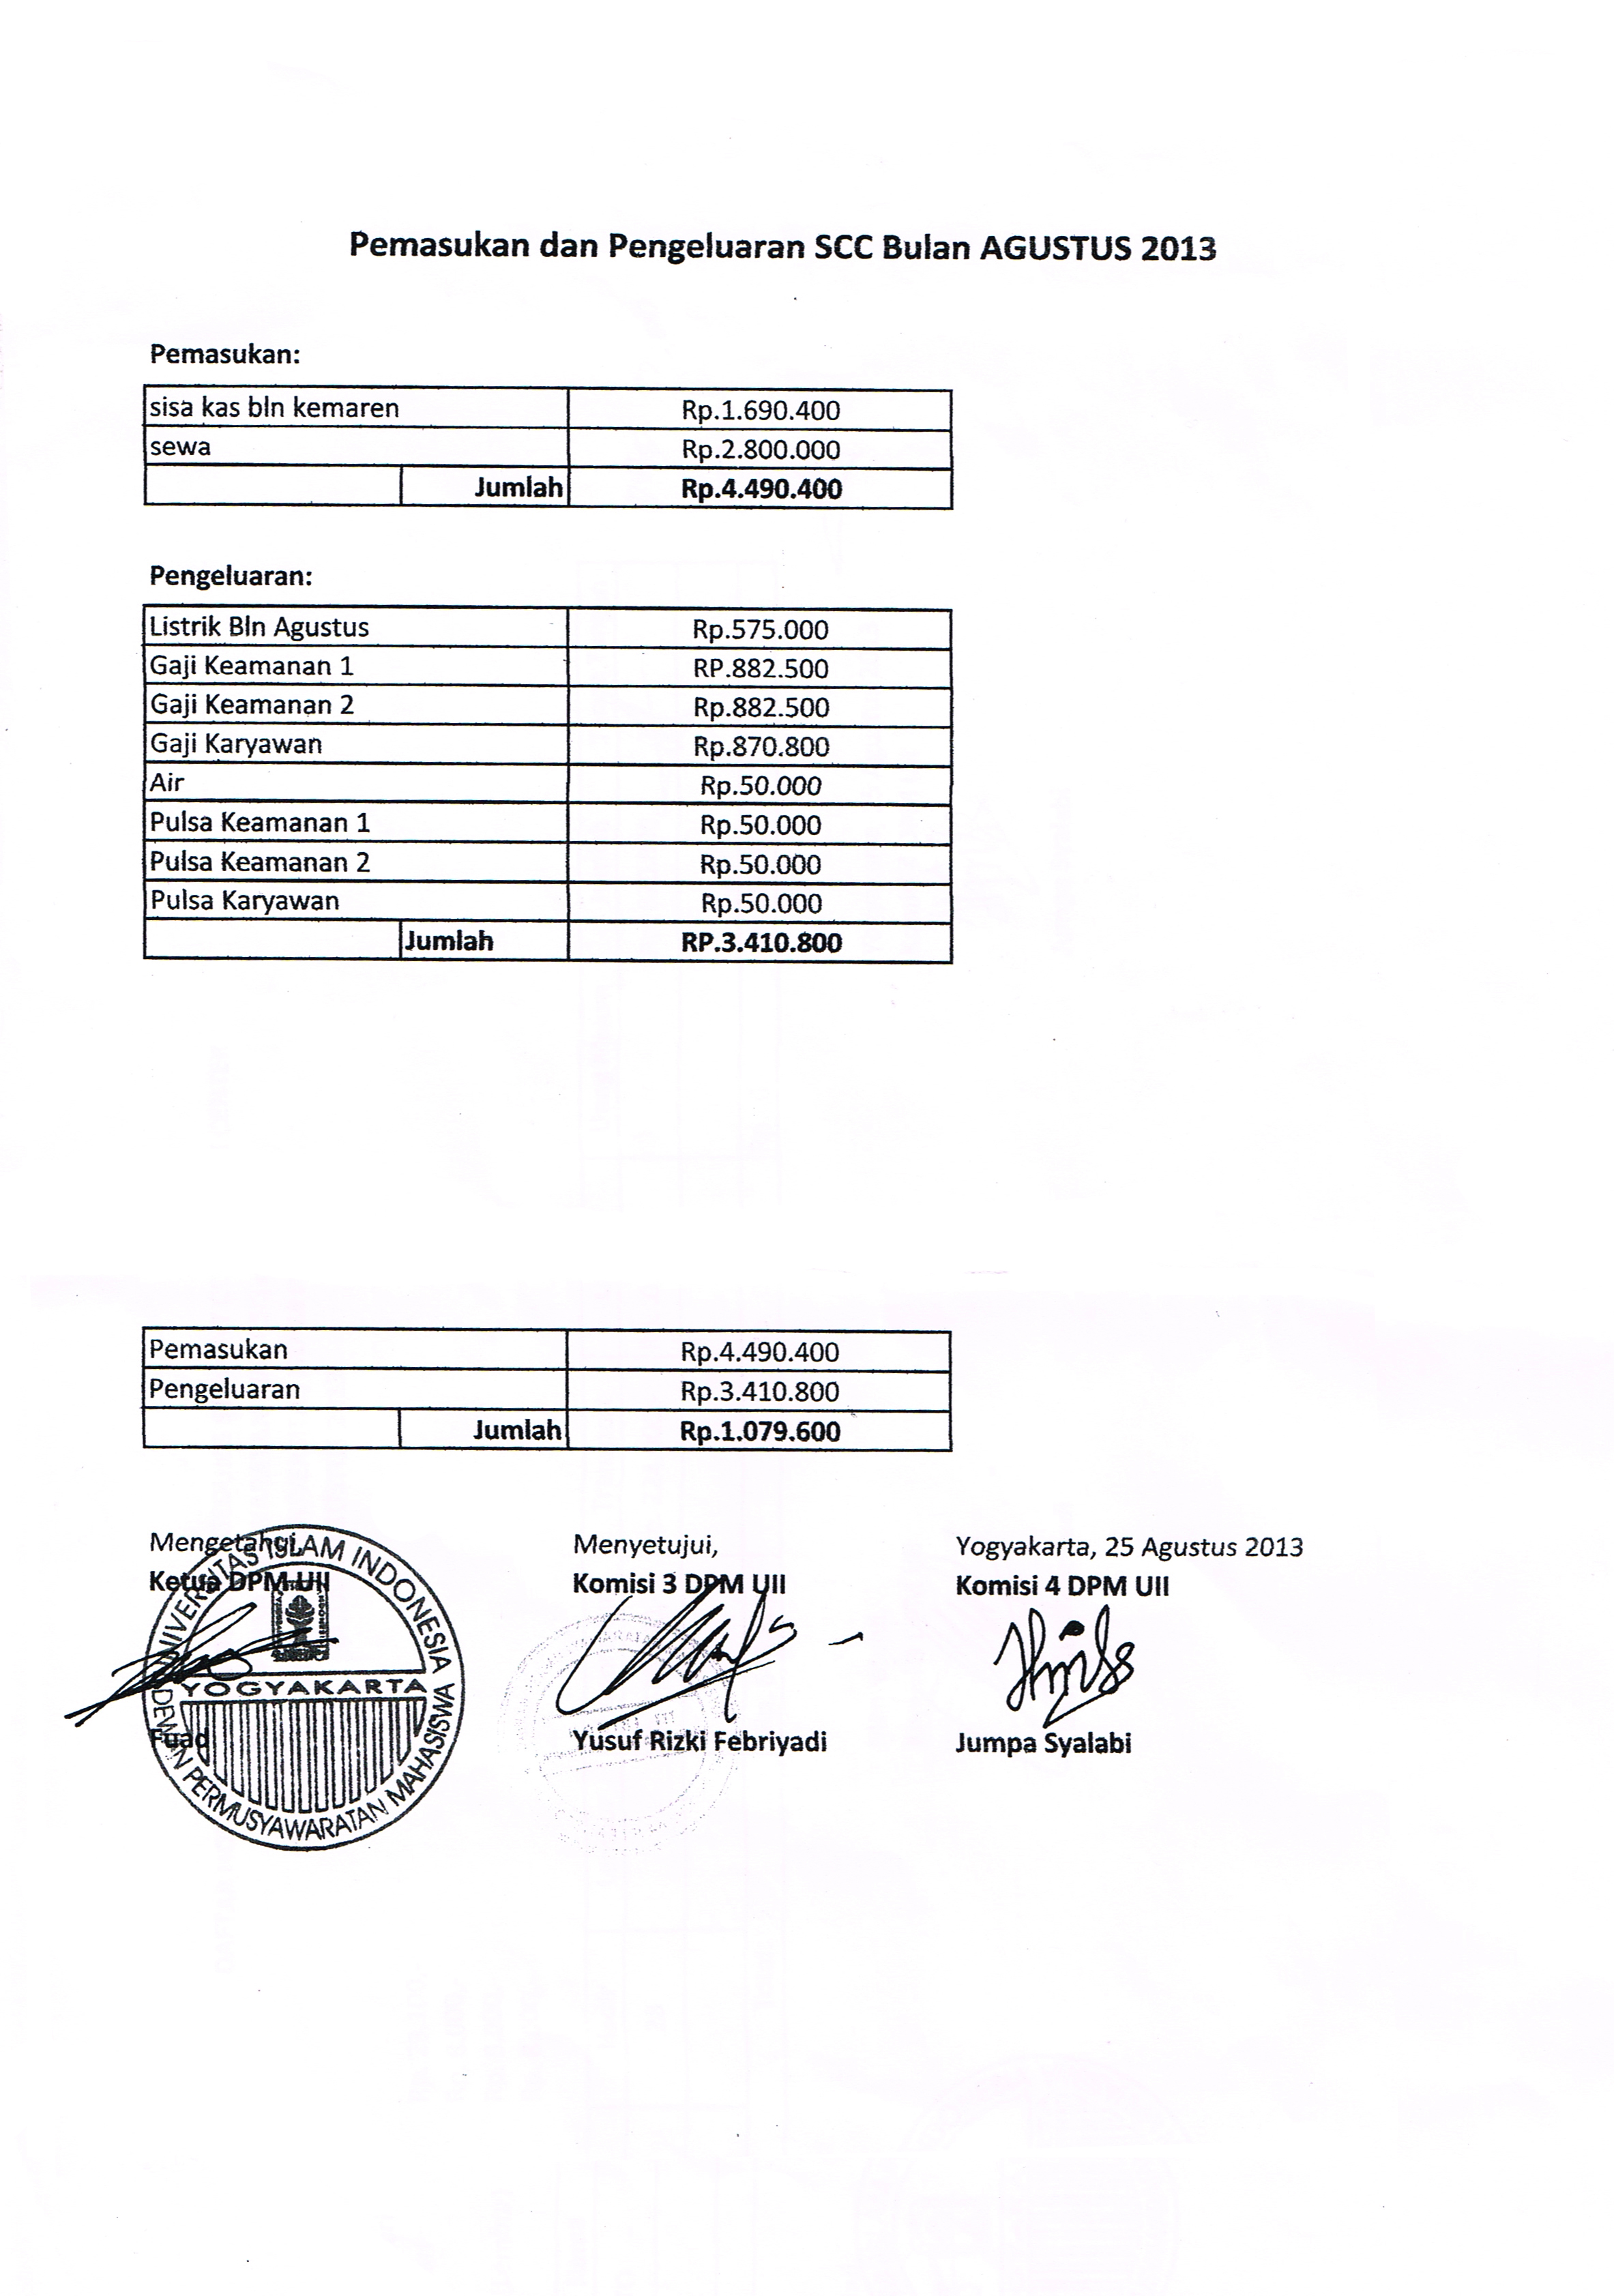 Pemasukan dan Pengeluaran SCC Bulan AGUSTUS 2013
Pemasukan:
sisa kas bln kemaren Rp.1.690.400
sewa Rp.2.800.000
Jumlah Rp.4.490.400
Pengeluaran:
Listrik Bln Agustus Rp.575.000
Gaji Keamanan 1 RP.882.500
Gaji Keamanan 2 Rp.882.500
Gaji Karyawan Rp.870.800
Air Rp.50.000
Pulsa Keamanan 1 Rp.50.000
Pulsa Keamanan 2 Rp.50.000
Pulsa Karyawan Rp.50.000
Jumlah RP.3.410.800
Pemasukan Rp.4.490.400
Pengeluaran Rp.3.410.800
Jumlah Rp.1.079.600
Mengetahui, Menyetujui, Yogyakarta, 25 Agustus 2013
Ketua DPM UII Komisi 3 DPM UII Komisi 4 DPM UII
UNIVERSITAS ISLAM INDONESIA
YOGYAKARTA
DEWAN PERMUSYAWARATAN MAHASISWA
Fuad Yusuf Rizki Febriyadi Jumpa Syalabi